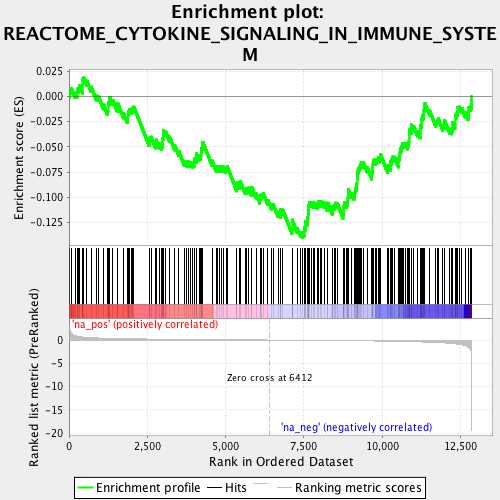 Enrichment plot:
REACTOME_CYTOKINE_SIGNALING_IN_IMMUNE_SYSTE
M
Enrichment score (ES)
0.025
0.000
-0.025
-0.050
-0.075
-0.100
-0.125
'na_pos' (positively correlated)
Ranked list metric (PreRanked)
0
-5
-10
-15
-20
Zero cross at 6412
'na_neg' (negatively correlated)
0
2,500
5,000
7,500
10,000
12,500
Rank in Ordered Dataset
Enrichment profile
Hits
Ranking metric scores